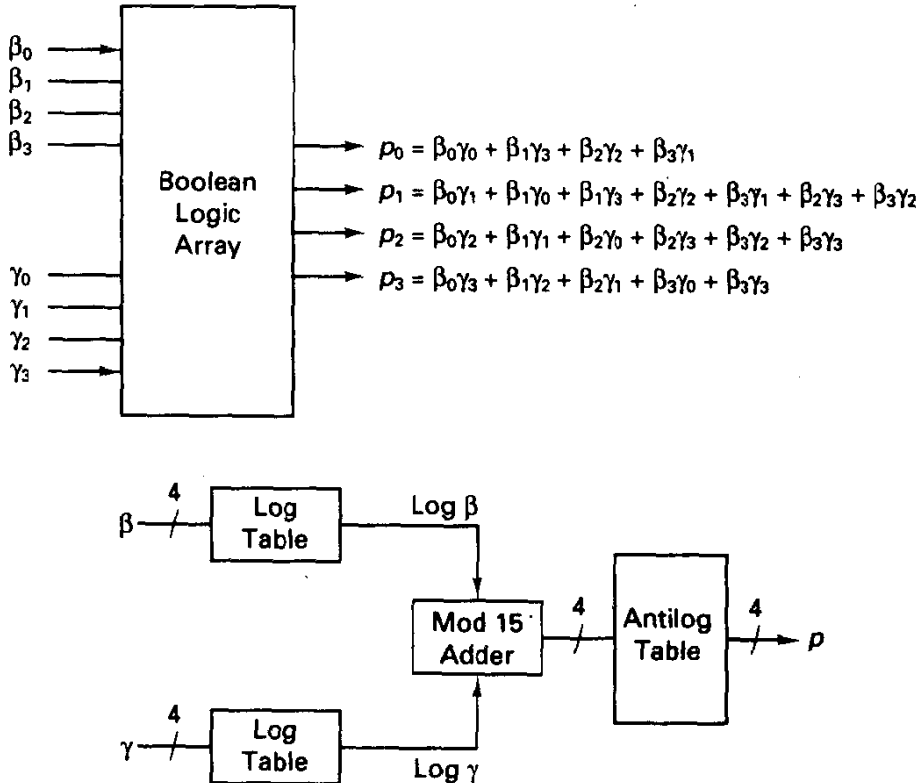 β₀
β₁
β₂
β₃
Boolean
Logic
Array
γ₀
γ₁
γ₂
γ₃
p₀ = β₀γ₀ + β₁γ₃ + β₂γ₂ + β₃γ₁
p₁ = β₀γ₁ + β₁γ₀ + β₁γ₃ + β₂γ₂ + β₃γ₁ + β₂γ₃ + β₃γ₂
p₂ = β₀γ₂ + β₁γ₁ + β₂γ₀ + β₂γ₃ + β₃γ₂ + β₃γ₃
p₃ = β₀γ₃ + β₁γ₂ + β₂γ₁ + β₃γ₀ + β₃γ₃
β
4
Log
Table
Log β
Mod 15
Adder
4
Antilog
Table
4
p
γ
4
Log
Table
Log γ